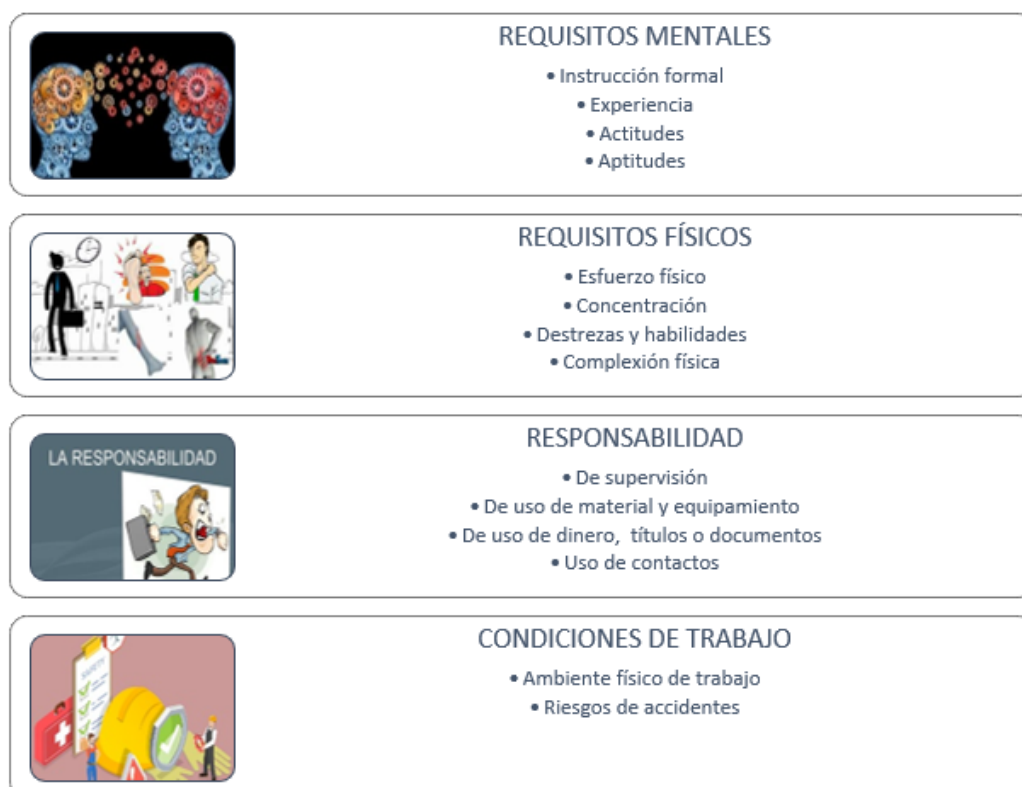 REQUISITOS MENTALES
• Instrucción formal
• Experiencia
• Actitudes
• Aptitudes
REQUISITOS FÍSICOS
• Esfuerzo físico
• Concentración
• Destrezas y habilidades
• Complexión física
LA RESPONSABILIDAD
RESPONSABILIDAD
• De supervisión
• De uso de material y equipamiento
• De uso de dinero, títulos o documentos
• Uso de contactos
CONDICIONES DE TRABAJO
• Ambiente físico de trabajo
• Riesgos de accidentes
SAFETY